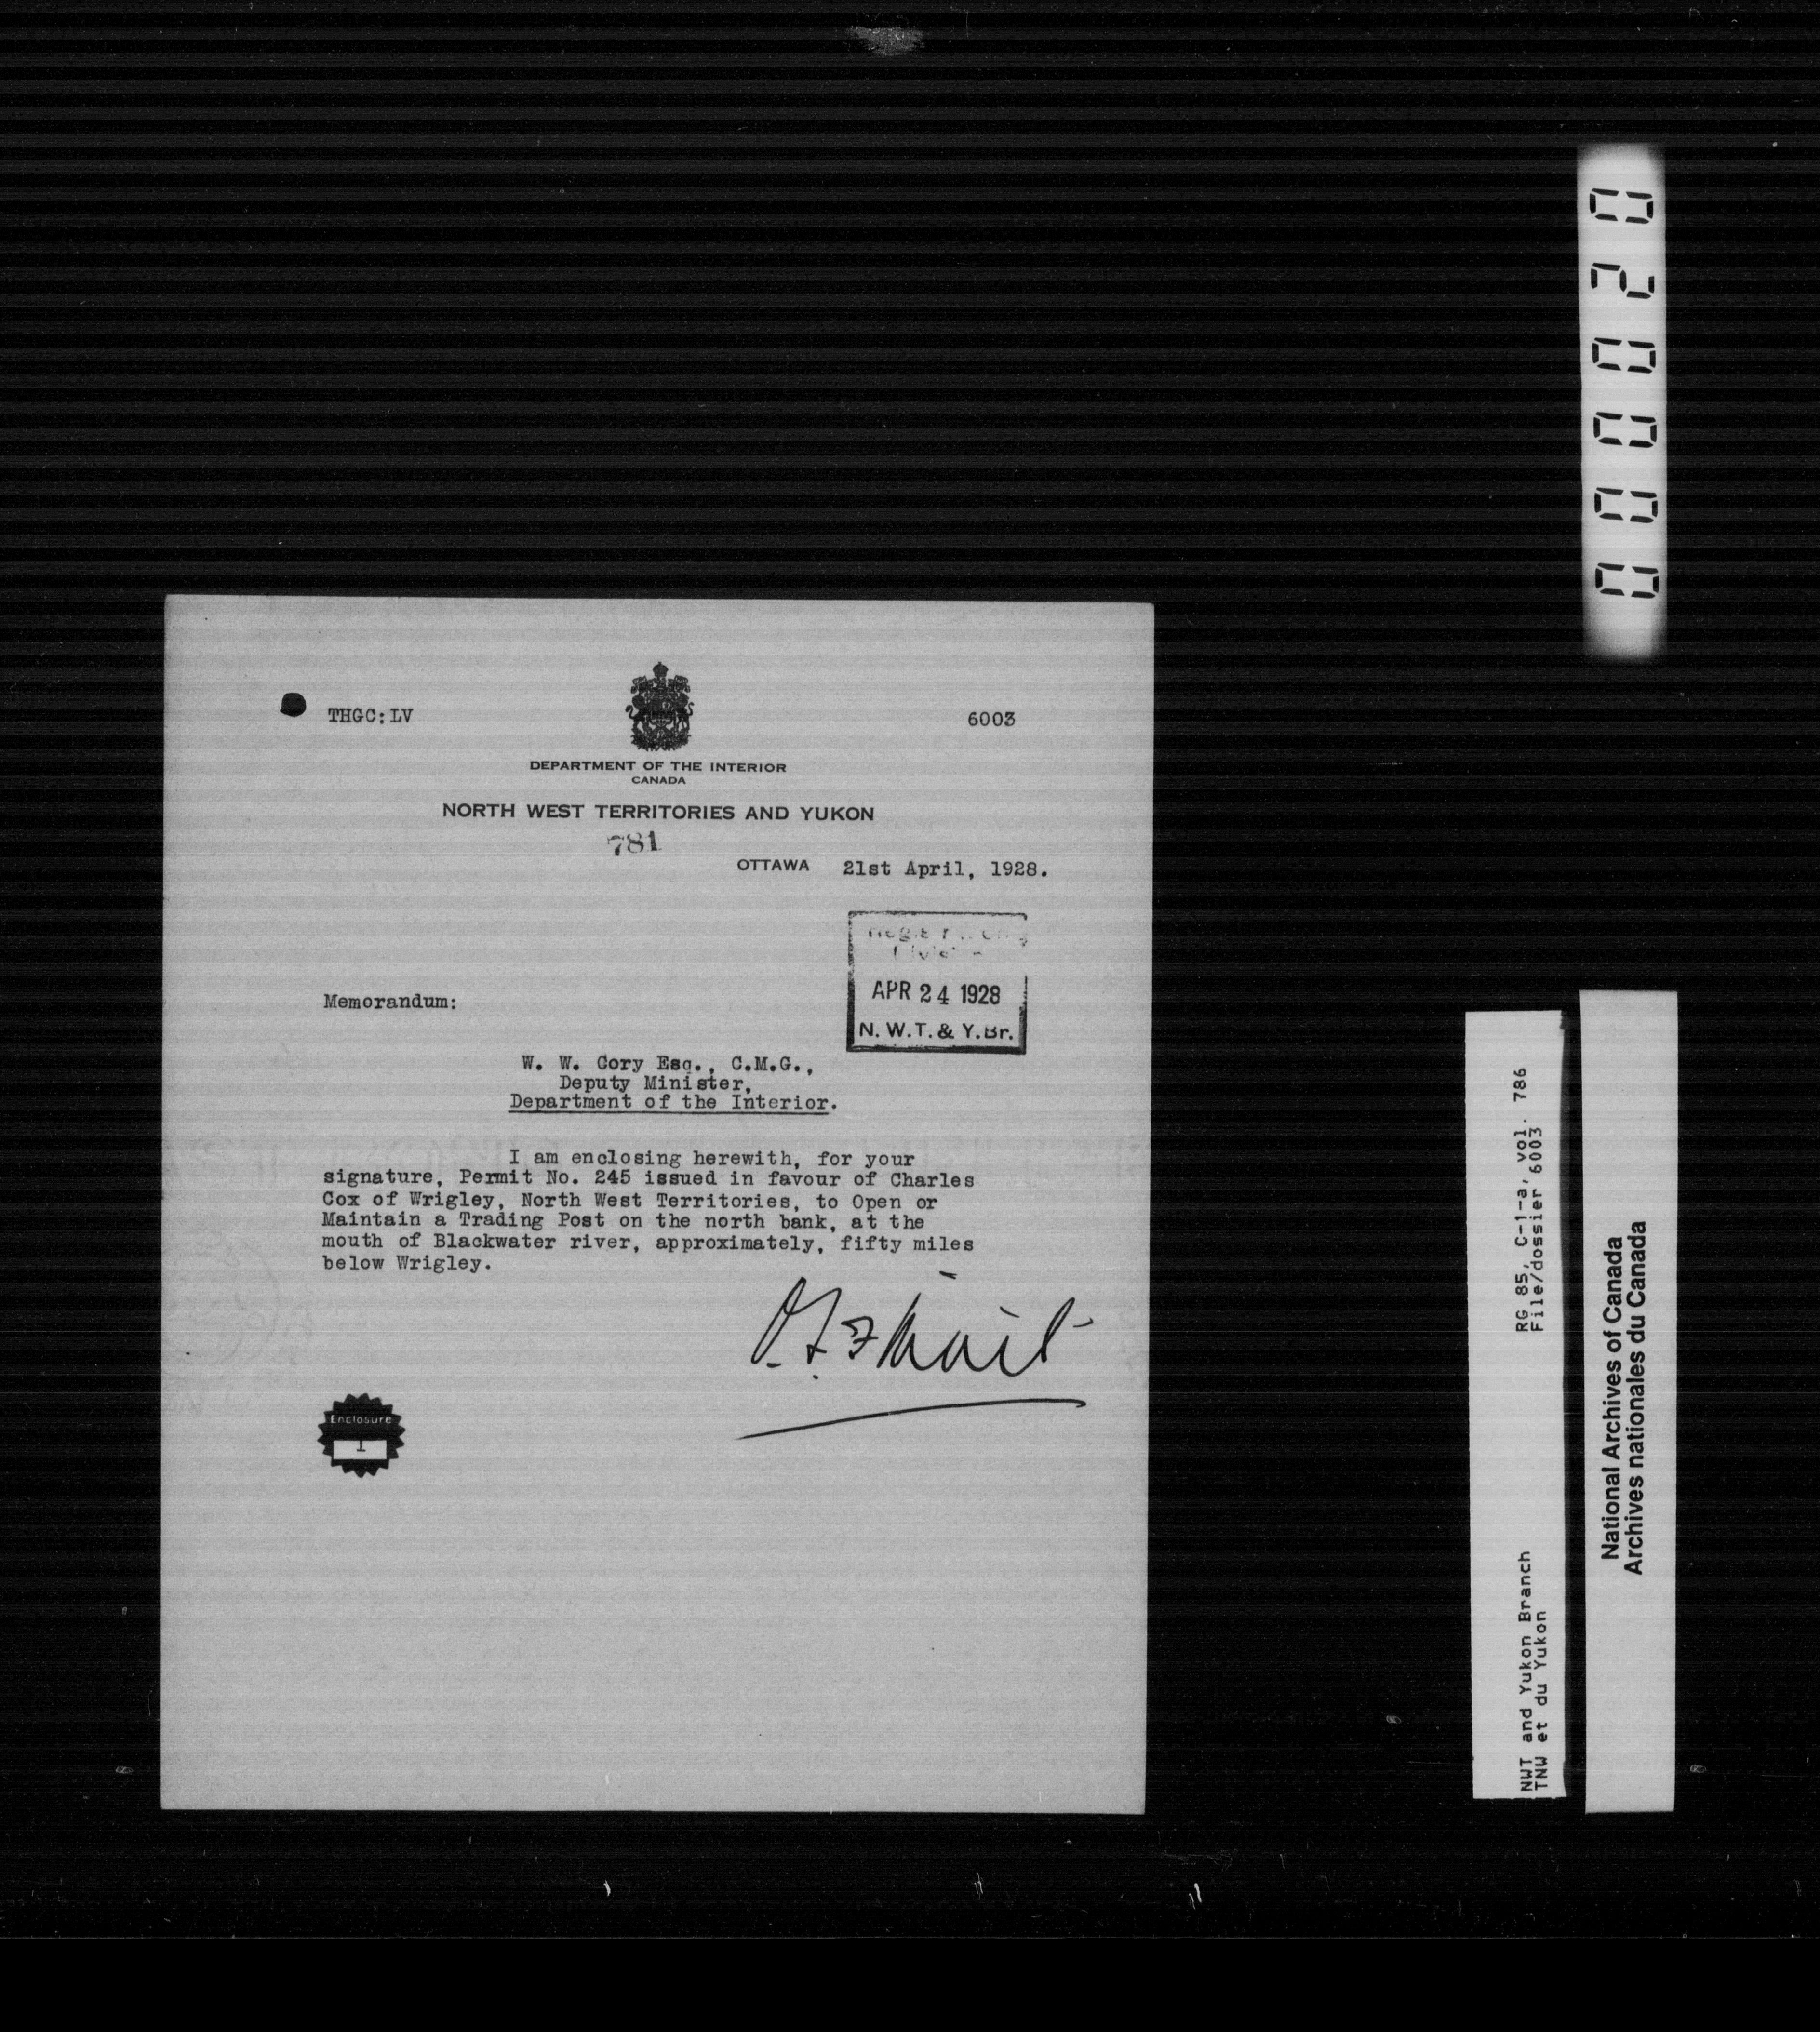 THGC:LV
6003
DEPARTMENT OF THE INTERIOR
CANADA
NORTH WEST TERRITORIES AND YUKON
781
OTTAWA 21st April, 1928.
Division
APR 24 1928
N. W. T. & Y. Br.
Memorandum:
W. W. Cory Esq., C.M.G.,
Deputy Minister,
Department of the Interior.
I am enclosing herewith, for your
signature, Permit No. 245 issued in favour of Charles
Cox of Wrigley, North West Territories, to Open or
Maintain a Trading Post on the north bank, at the
mouth of Blackwater river, approximately, fifty miles
below Wrigley.
Enclosure
1
000020
RG 85, C-1-a, vol. 786
File/dossier 6003
NWT and Yukon Branch
TNW et du Yukon
National Archives of Canada
Archives nationales du Canada